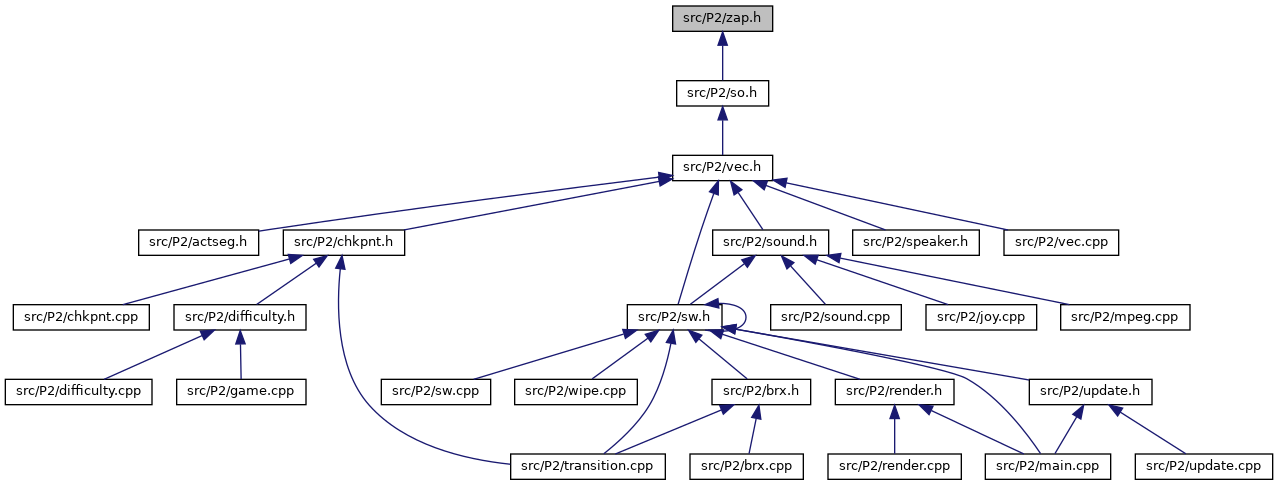 src/P2/zap.h
src/P2/so.h
src/P2/vec.h
src/P2/actseg.h
src/P2/chkpnt.h
src/P2/sound.h
src/P2/speaker.h
src/P2/vec.cpp
src/P2/chkpnt.cpp
src/P2/difficulty.h
src/P2/sw.h
src/P2/sound.cpp
src/P2/joy.cpp
src/P2/mpeg.cpp
src/P2/difficulty.cpp
src/P2/game.cpp
src/P2/sw.cpp
src/P2/wipe.cpp
src/P2/brx.h
src/P2/render.h
src/P2/update.h
src/P2/transition.cpp
src/P2/brx.cpp
src/P2/render.cpp
src/P2/main.cpp
src/P2/update.cpp